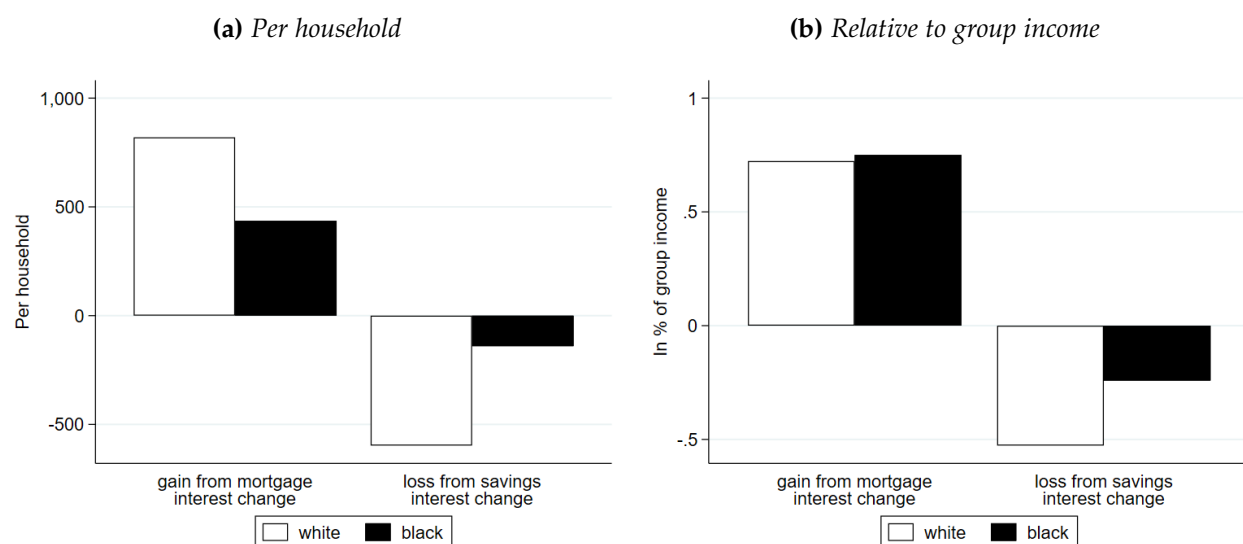 (a) Per household
1,000
500
0
-500
Per household
gain from mortgage
interest change
loss from savings
interest change
white black
(b) Relative to group income
1
.5
0
-.5
In % of group income
gain from mortgage
interest change
loss from savings
interest change
white black